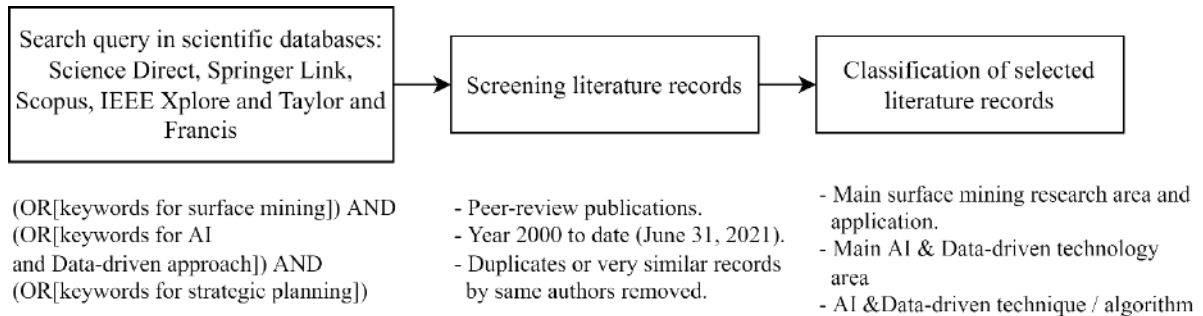 Search query in scientific databases:
Science Direct, Springer Link,
Scopus, IEEE Xplore and Taylor and
Francis
Screening literature records
Classification of selected
literature records
(OR[keywords for surface mining]) AND
(OR[keywords for AI
and Data-driven approach]) AND
(OR[keywords for strategic planning])
- Peer-review publications.
- Year 2000 to date (June 31, 2021).
- Duplicates or very similar records
by same authors removed.
- Main surface mining research area and
application.
- Main AI & Data-driven technology
area
- AI &Data-driven technique / algorithm